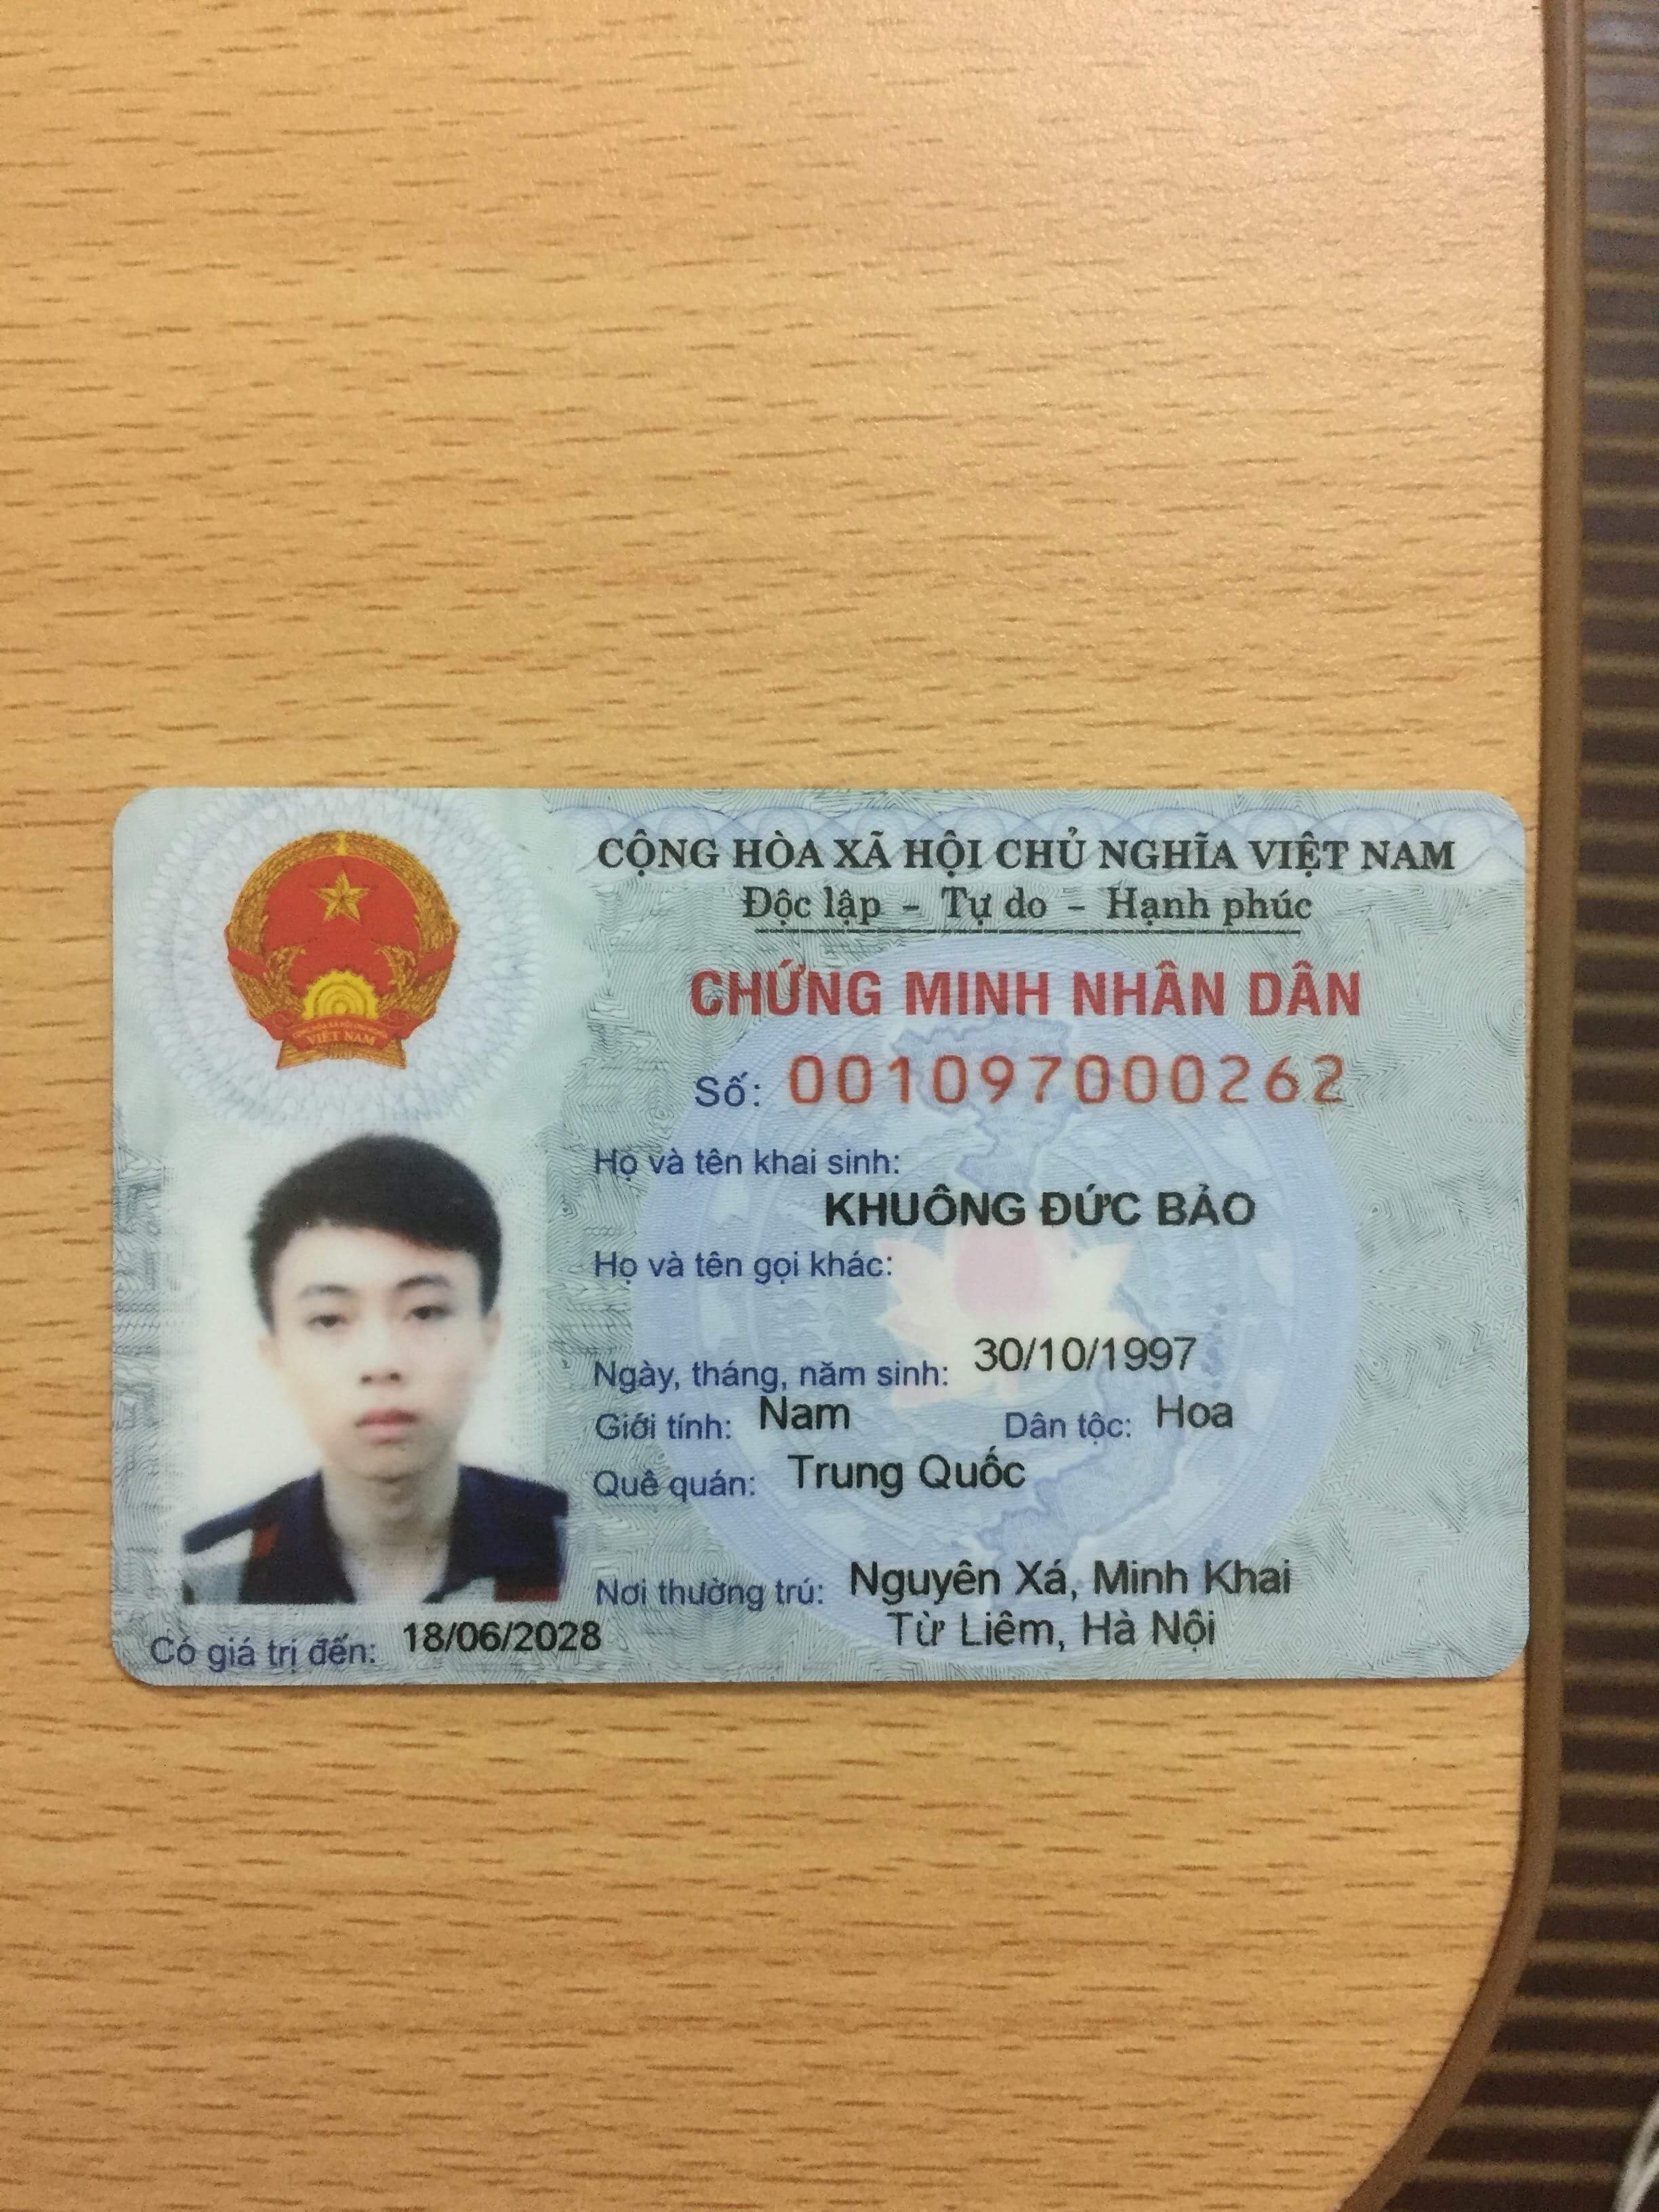 CỘNG HÒA XÃ HỘI CHỦ NGHĨA VIỆT NAM
Độc lập - Tự do - Hạnh phúc
CHỨNG MINH NHÂN DÂN
Số: 001097000262
Họ và tên khai sinh:
KHUÔNG ĐỨC BẢO
Họ và tên gọi khác:
Ngày, tháng, năm sinh: 30/10/1997
Giới tính: Nam Dân tộc: Hoa
Quê quán: Trung Quốc
Nơi thường trú: Nguyên Xá, Minh Khai
Từ Liêm, Hà Nội
Có giá trị đến: 18/06/2028
VIỆT NAM